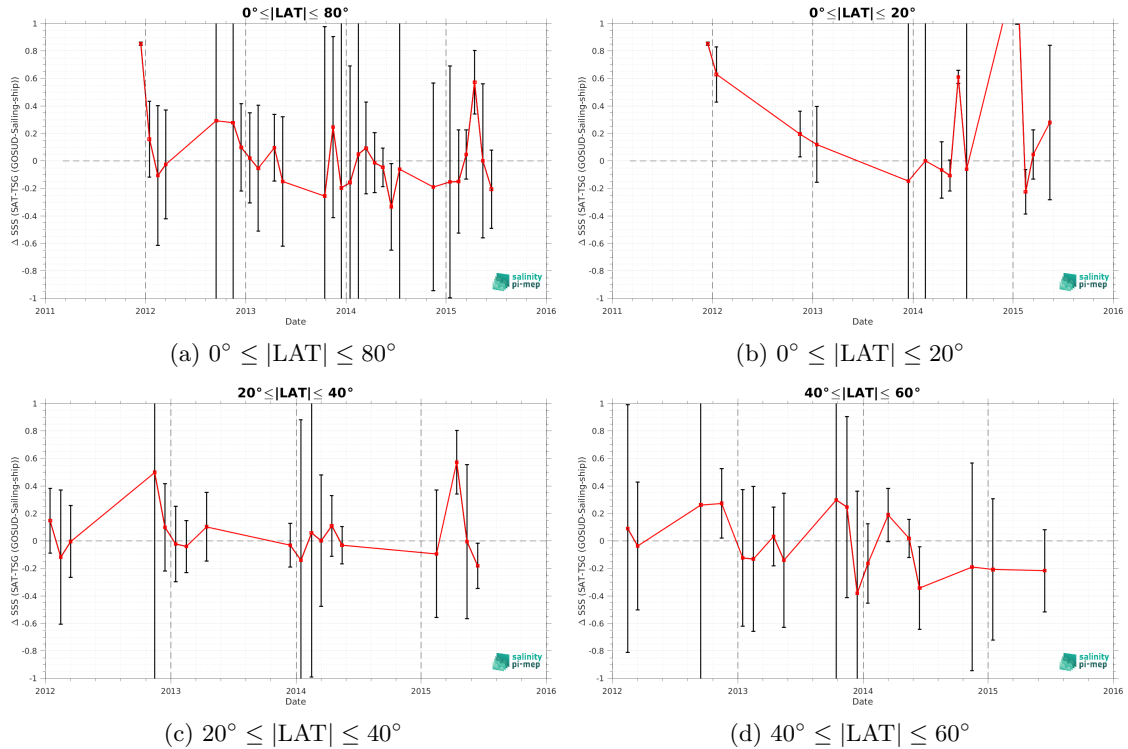 0°≤|LAT|≤ 80°
Δ SSS (SAT-TSG (GOSUD-Sailing-ship))
1
0.8
0.6
0.4
0.2
0
-0.2
-0.4
-0.6
-0.8
-1
salinity
pi-mep
2011 2012 2013 2014 2015 2016
Date
(a) 0° ≤ |LAT| ≤ 80°
0°≤|LAT|≤ 20°
Δ SSS (SAT-TSG (GOSUD-Sailing-ship))
1
0.8
0.6
0.4
0.2
0
-0.2
-0.4
-0.6
-0.8
-1
salinity
pi-mep
2011 2012 2013 2014 2015 2016
Date
(b) 0° ≤ |LAT| ≤ 20°
20°≤|LAT|≤ 40°
Δ SSS (SAT-TSG (GOSUD-Sailing-ship))
1
0.8
0.6
0.4
0.2
0
-0.2
-0.4
-0.6
-0.8
-1
salinity
pi-mep
2012 2013 2014 2015 2016
Date
(c) 20° ≤ |LAT| ≤ 40°
40°≤|LAT|≤ 60°
Δ SSS (SAT-TSG (GOSUD-Sailing-ship))
1
0.8
0.6
0.4
0.2
0
-0.2
-0.4
-0.6
-0.8
-1
salinity
pi-mep
2012 2013 2014 2015 2016
Date
(d) 40° ≤ |LAT| ≤ 60°